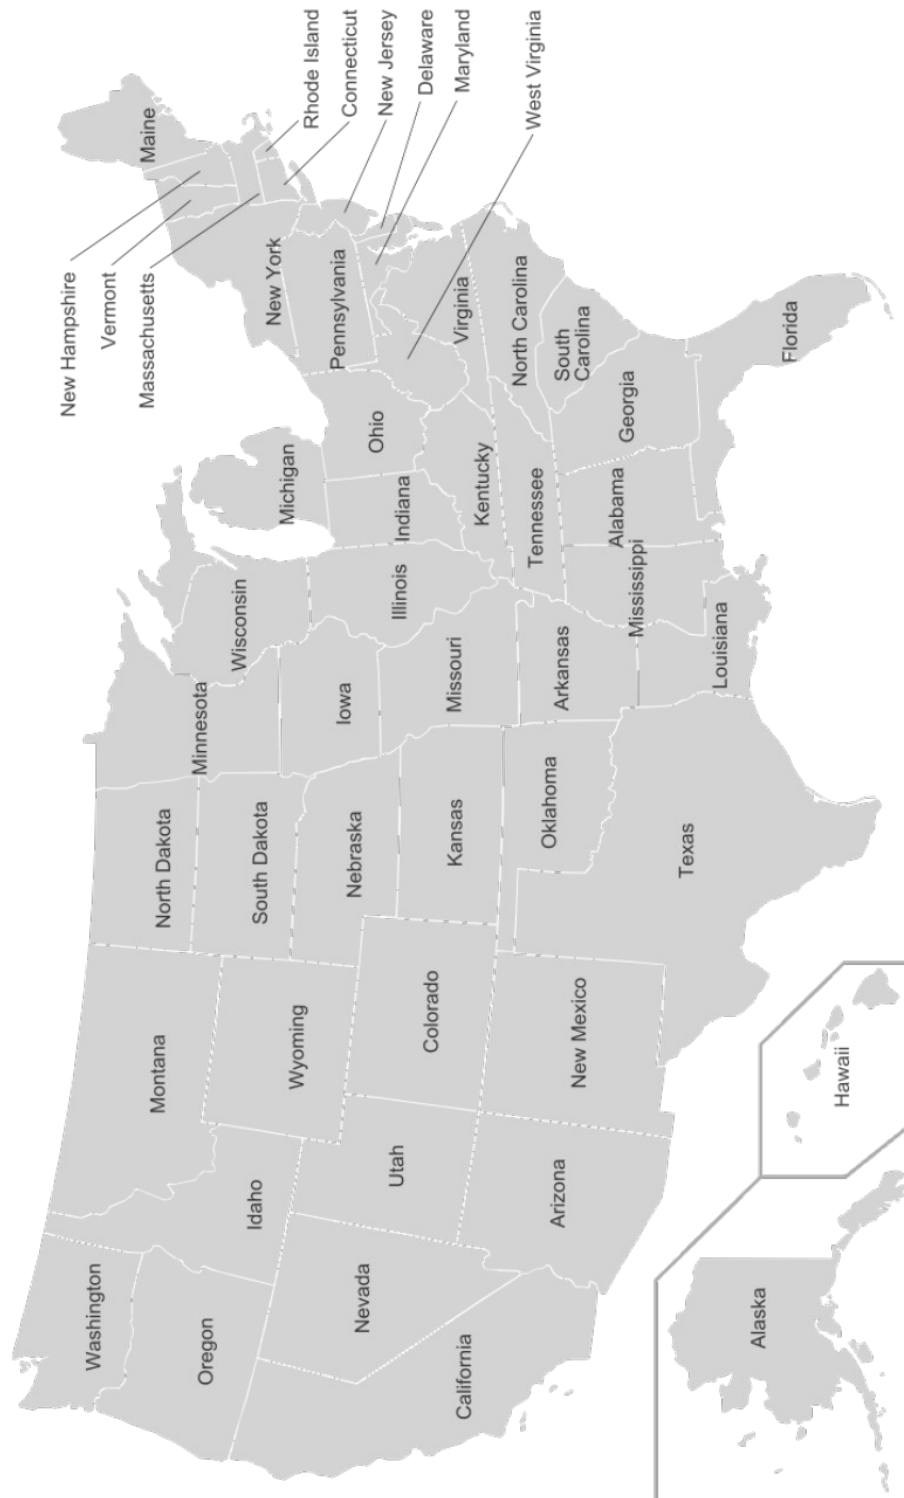 Washington
Oregon
California
Nevada
Idaho
Montana
Wyoming
Utah
Arizona
Colorado
New Mexico
North Dakota
South Dakota
Nebraska
Kansas
Oklahoma
Texas
Minnesota
Iowa
Missouri
Arkansas
Louisiana
Wisconsin
Illinois
Mississippi
Michigan
Indiana
Kentucky
Tennessee
Alabama
Ohio
Georgia
Florida
South
Carolina
North Carolina
Virginia
West Virginia
Pennsylvania
New York
New Hampshire
Vermont
Massachusetts
Maine
Rhode Island
Connecticut
New Jersey
Delaware
Maryland
Alaska
Hawaii